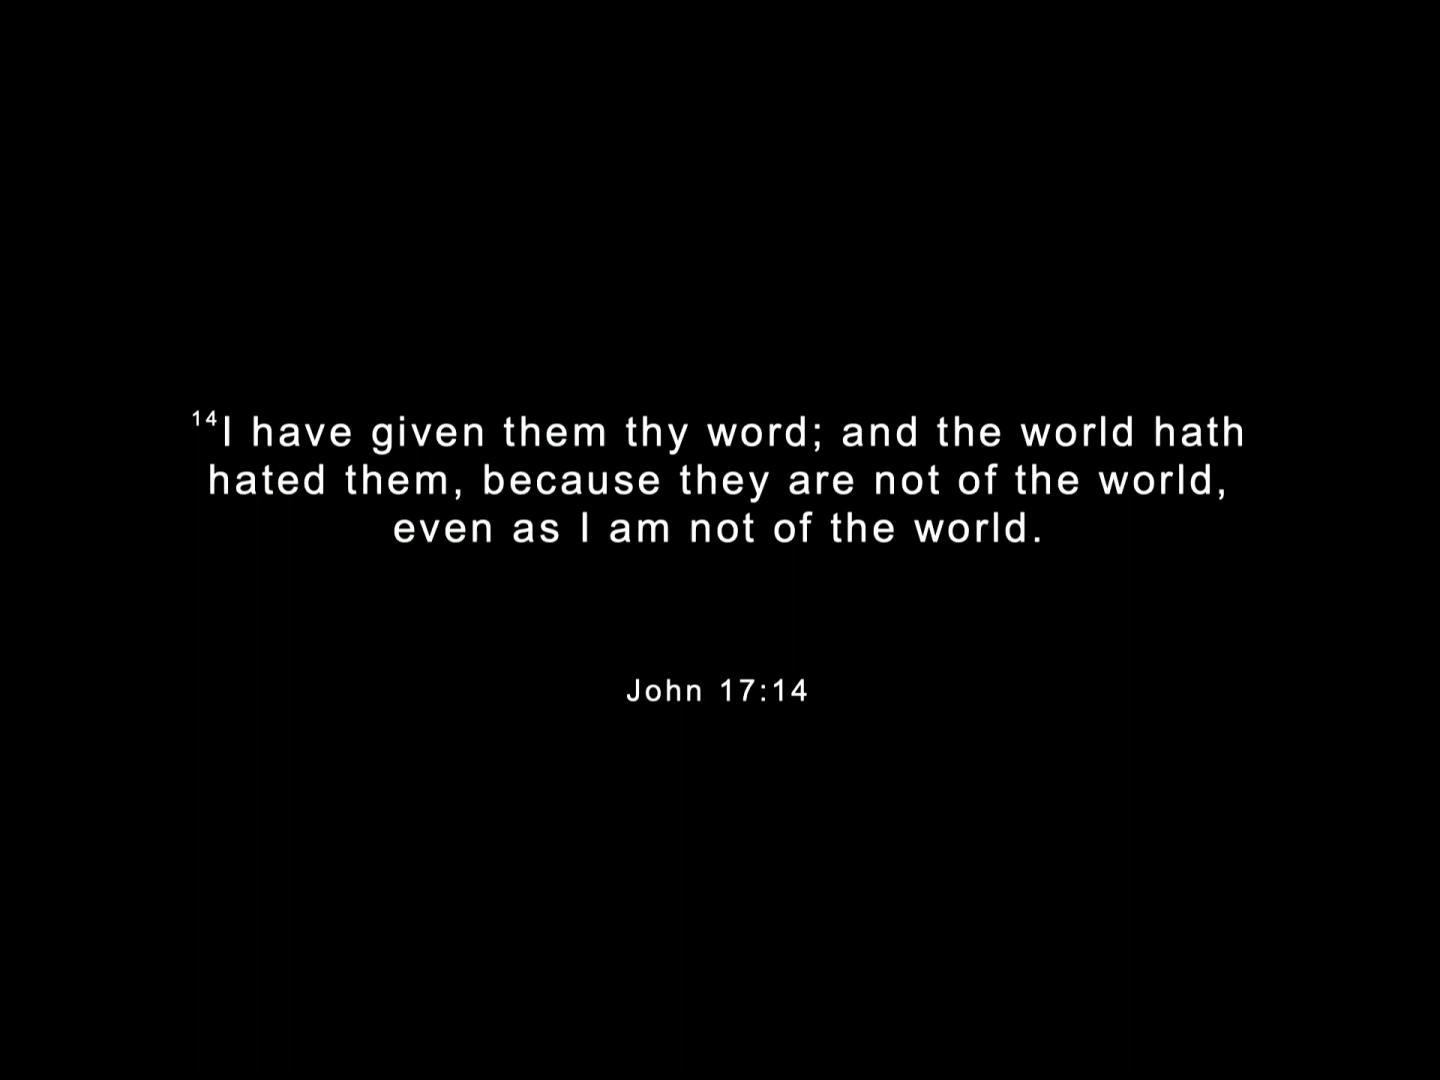 ¹⁴I have given them thy word; and the world hath
hated them, because they are not of the world,
even as I am not of the world.
John 17:14